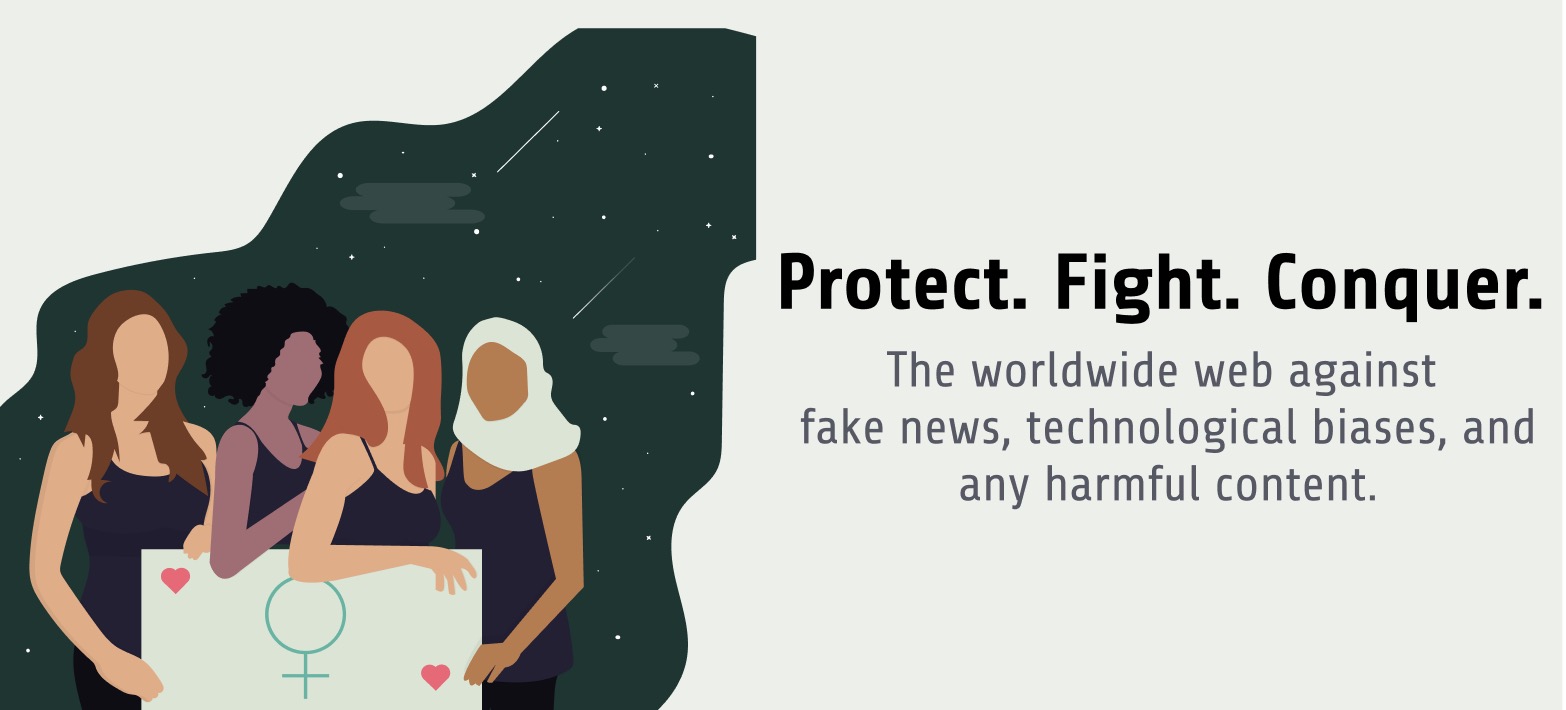 Protect. Fight. Conquer.
The worldwide web against
fake news, technological biases, and
any harmful content.